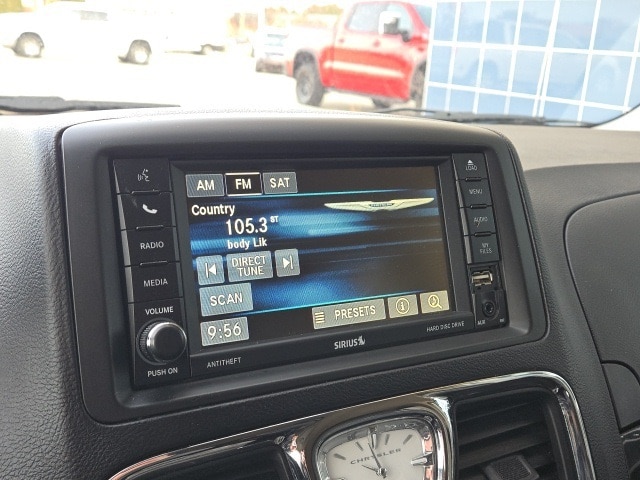 AM FM SAT
Country
105.3 ST
body Lik
DIRECT
TUNE
SCAN
9:56
PRESETS
RADIO
MEDIA
VOLUME
PUSH ON
ANTITHEFT
SIRIUS
HARD DISC DRIVE
LOAD
MENU
AUDIO
MY
FILES
AUX
CHRYSLER